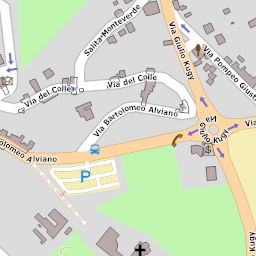 Salita Monteverde
Via Giulio Kugy
Via Pompeo Giust
Via del Colle
Via del Colle
Via Bartolomeo Alviano
Via Giulio Kugy
olomeo Alviano
P
$
Kugy